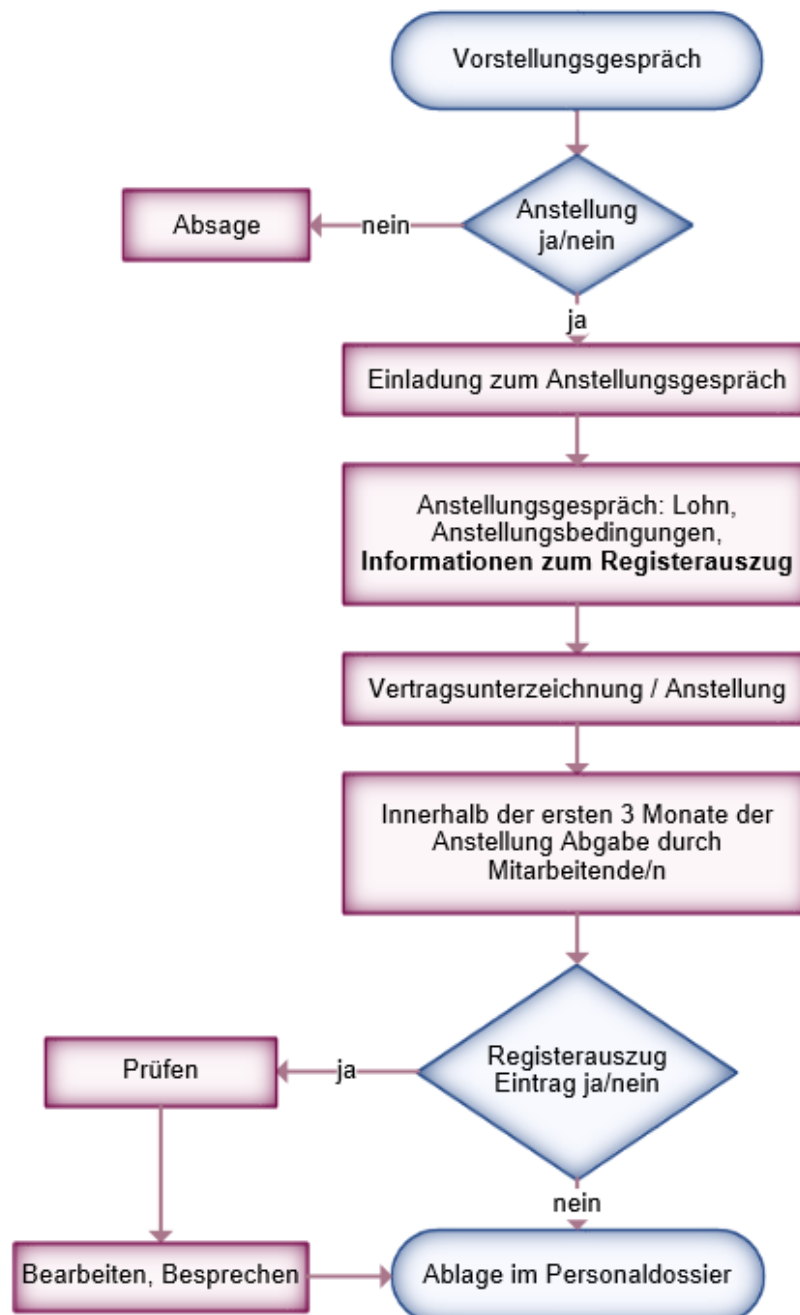 Vorstellungsgespräch
Anstellung
ja/nein
nein
Absage
ja
Einladung zum Anstellungsgespräch
Anstellungsgespräch: Lohn,
Anstellungsbedingungen,
Informationen zum Registerauszug
Vertragsunterzeichnung / Anstellung
Innerhalb der ersten 3 Monate der
Anstellung Abgabe durch
Mitarbeitende/n
Registerauszug
Eintrag ja/nein
ja
Prüfen
nein
Bearbeiten, Besprechen
Ablage im Personaldossier